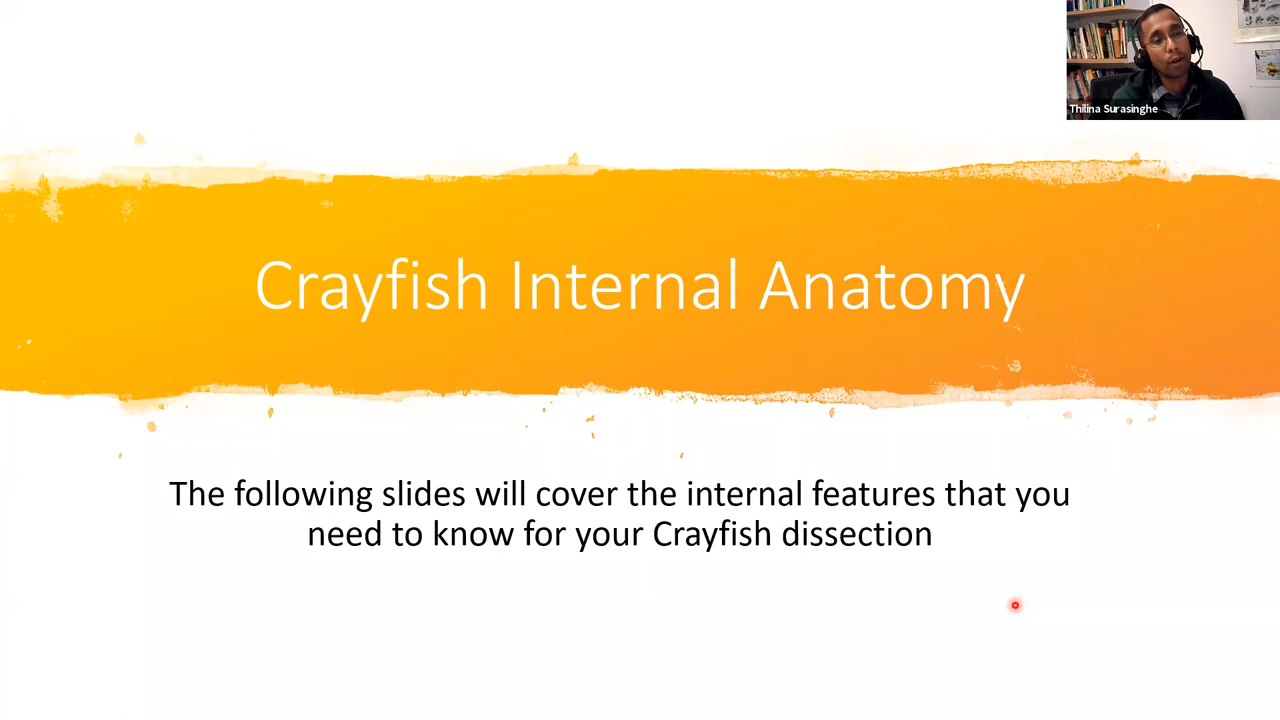 Thilina Surasinghe
Crayfish Internal Anatomy
The following slides will cover the internal features that you
need to know for your Crayfish dissection